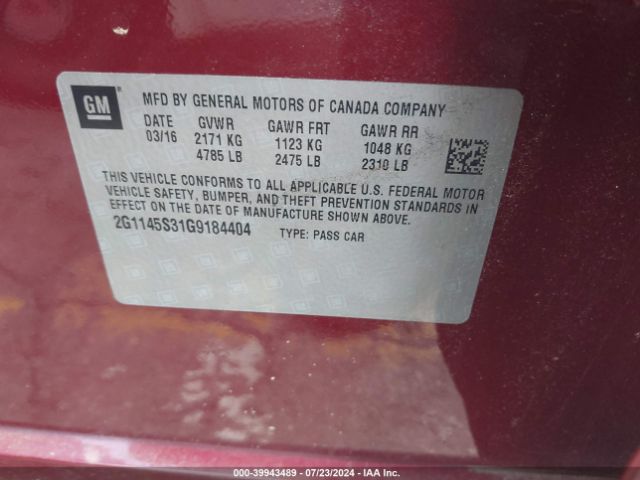 GM
MFD BY GENERAL MOTORS OF CANADA COMPANY
DATE GVWR GAWR FRT GAWR RR
03/16 2171 KG 1123 KG 1048 KG
4785 LB 2475 LB 2310 LB
THIS VEHICLE CONFORMS TO ALL APPLICABLE U.S. FEDERAL MOTOR
VEHICLE SAFETY, BUMPER, AND THEFT PREVENTION STANDARDS IN
EFFECT ON THE DATE OF MANUFACTURE SHOWN ABOVE.
2G1145S31G9184404 TYPE: PASS CAR
000-39943489 - 07/23/2024 - IAA Inc.